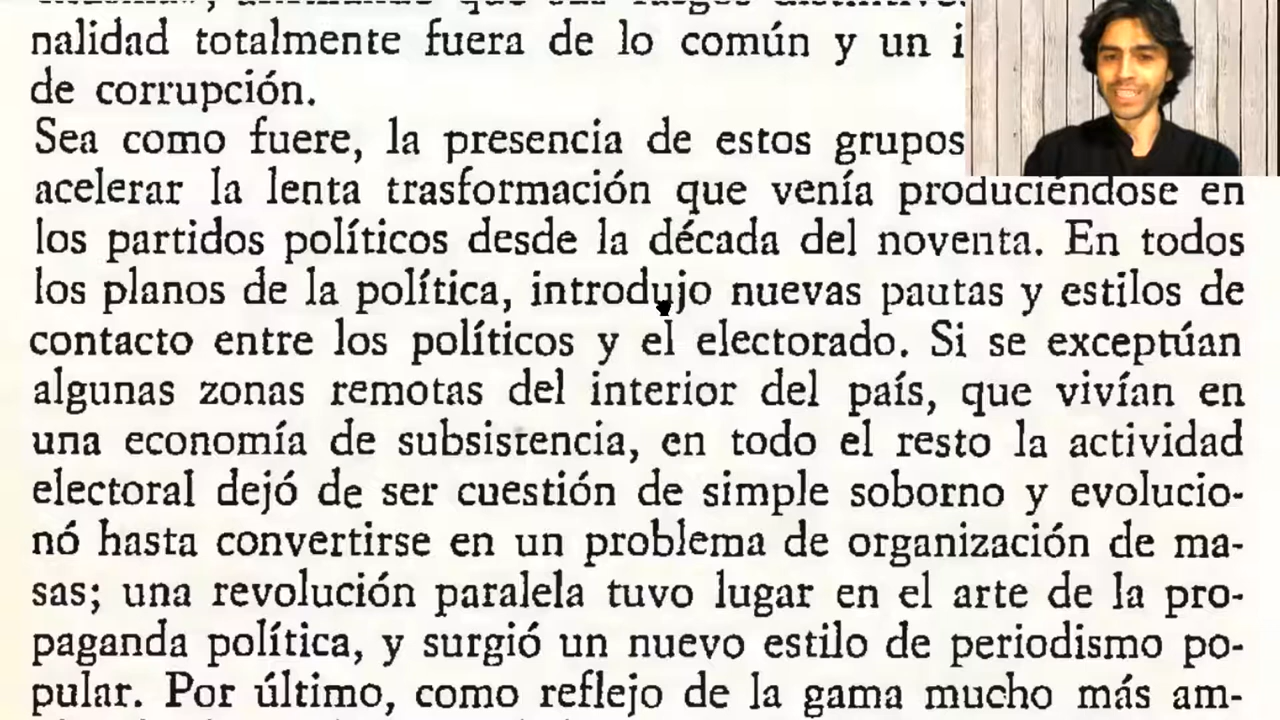 nalidad totalmente fuera de lo común y un
de corrupción.
Sea como fuere, la presencia de estos grupos
acelerar la lenta trasformación que venía produciéndose en
los partidos políticos desde la década del noventa. En todos
los planos de la política, introdujo nuevas pautas y estilos de
contacto entre los políticos y el electorado. Si se exceptúan
algunas zonas remotas del interior del país, que vivían en
una economía de subsistencia, en todo el resto la actividad
electoral dejó de ser cuestión de simple soborno y evolucio-
nó hasta convertirse en un problema de organización de ma-
sas; una revolución paralela tuvo lugar en el arte de la pro-
paganda política, y surgió un nuevo estilo de periodismo po-
pular. Por último, como reflejo de la gama mucho más am-